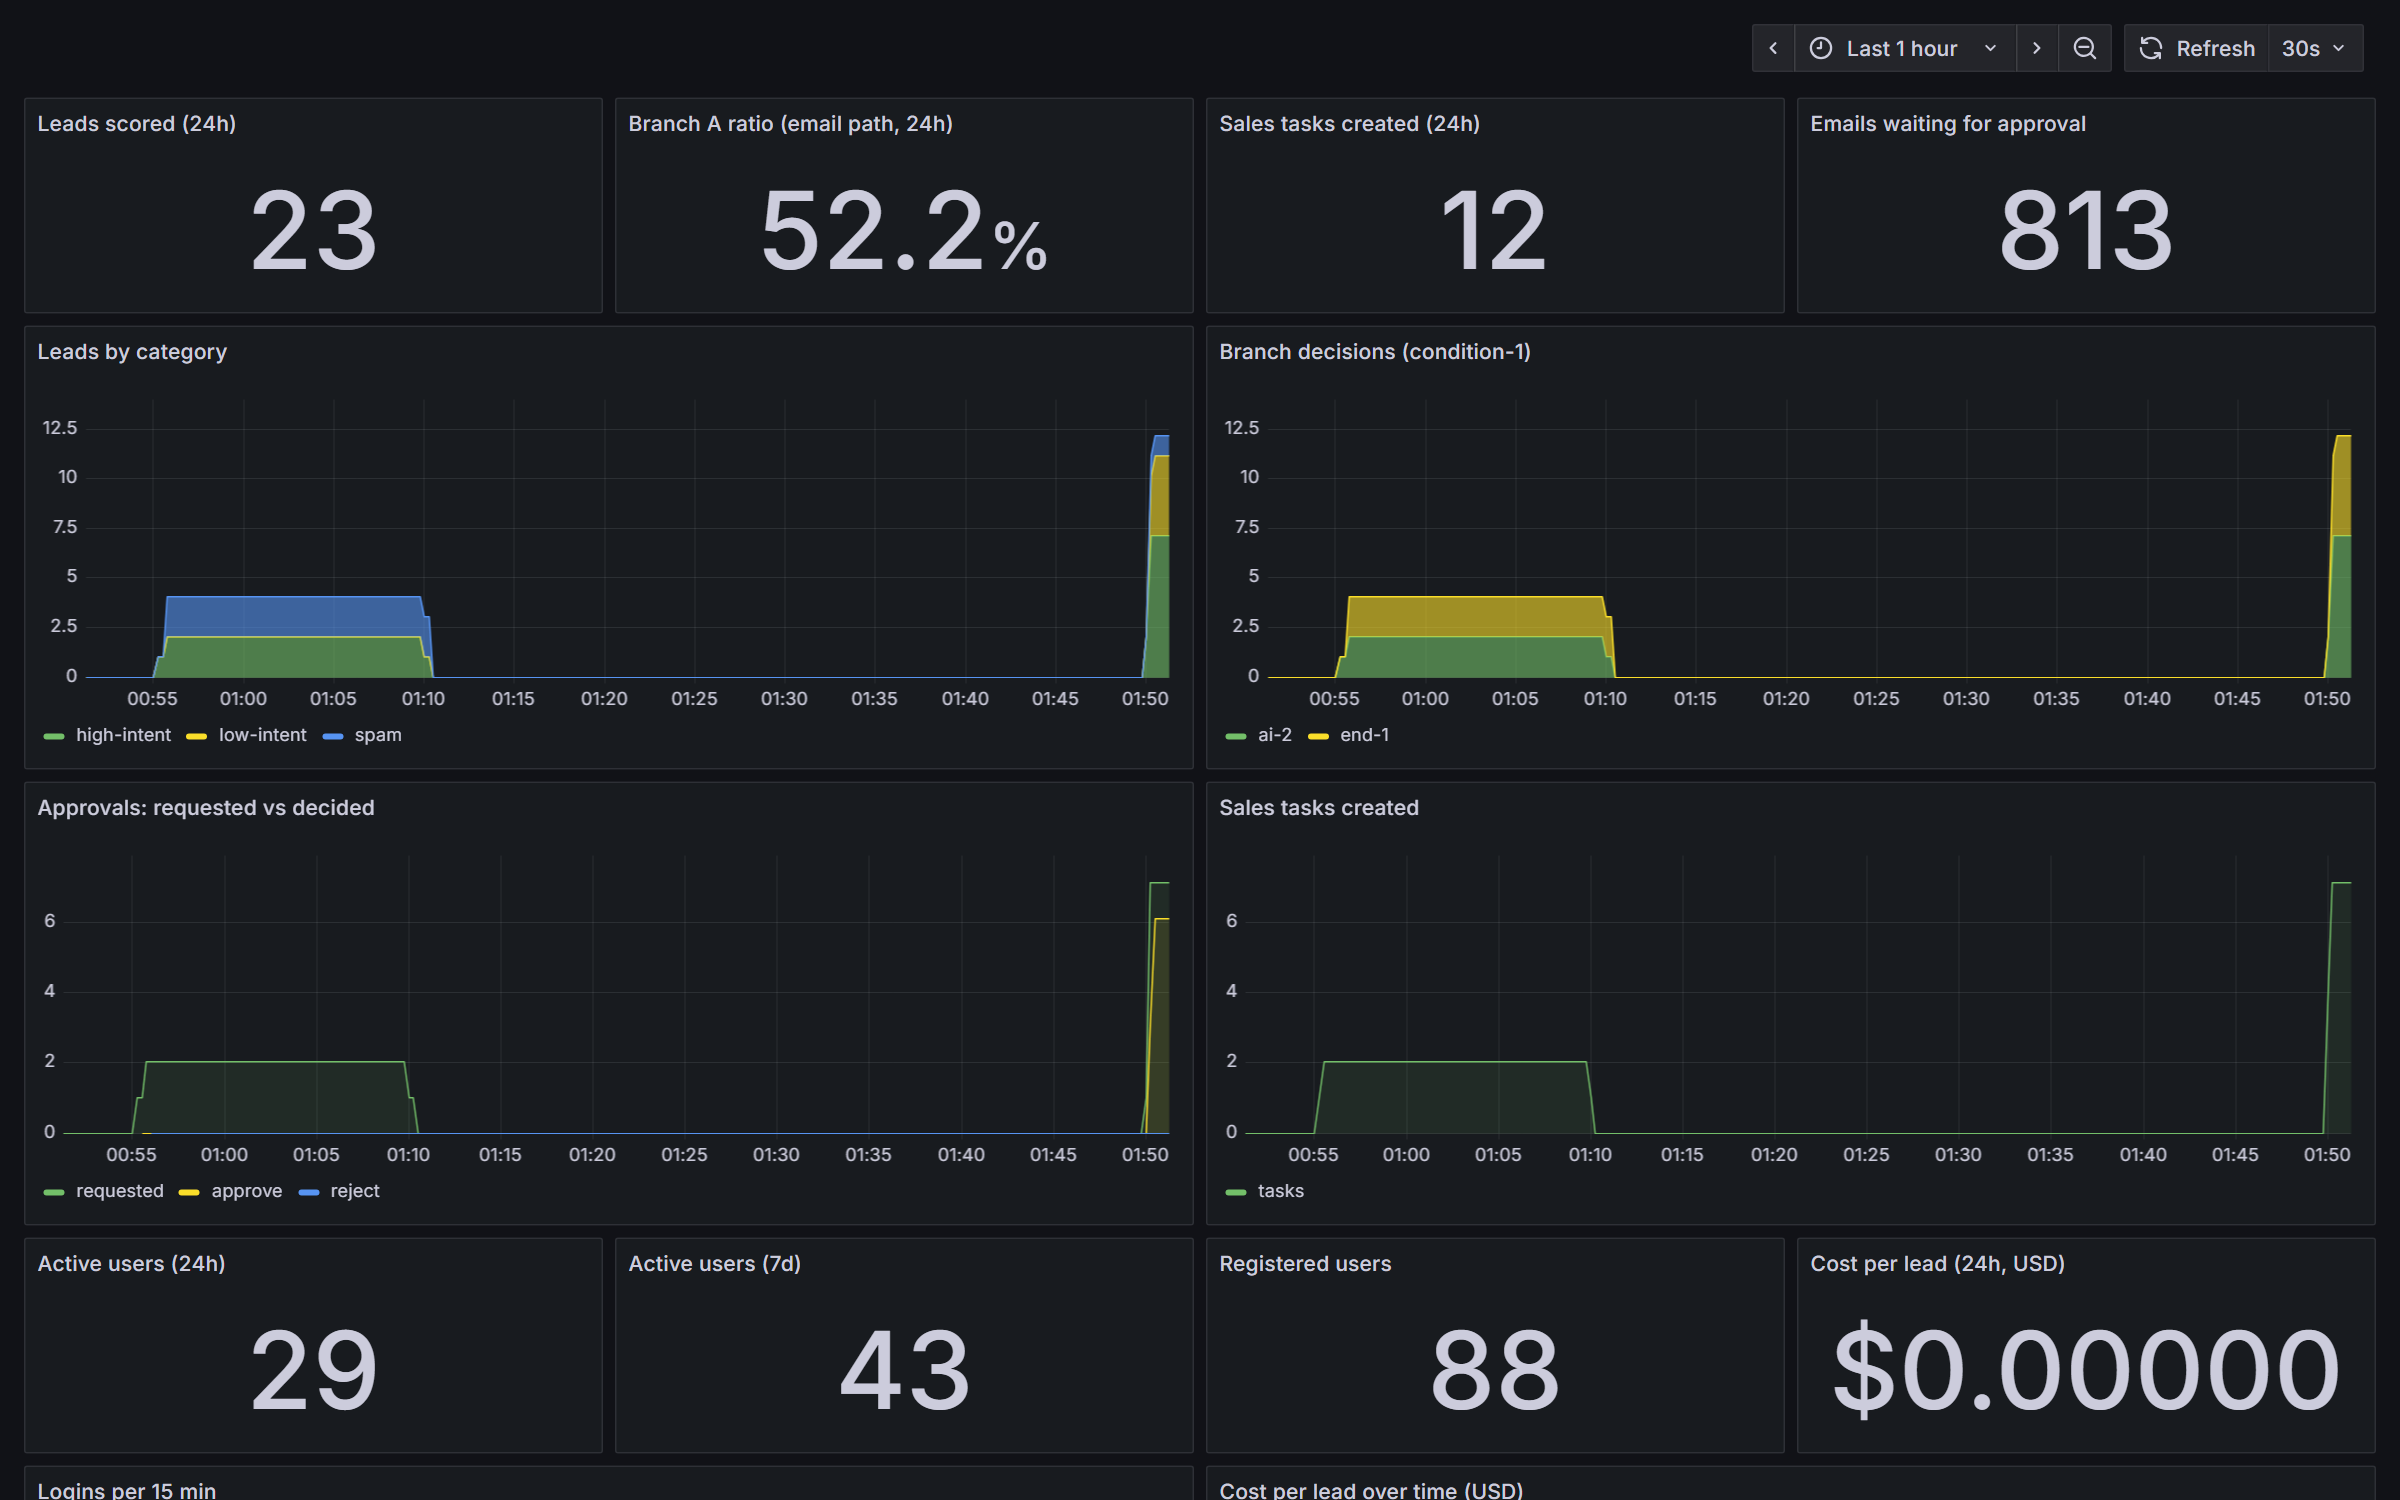 Last 1 hour
Refresh
30s
Leads scored (24h)
23
Branch A ratio (email path, 24h)
52.2%
Sales tasks created (24h)
12
Emails waiting for approval
813
Leads by category
12.5
10
7.5
5
2.5
0
00:55 01:00 01:05 01:10 01:15 01:20 01:25 01:30 01:35 01:40 01:45 01:50
high-intent low-intent spam
Branch decisions (condition-1)
12.5
10
7.5
5
2.5
0
00:55 01:00 01:05 01:10 01:15 01:20 01:25 01:30 01:35 01:40 01:45 01:50
ai-2 end-1
Approvals: requested vs decided
6
4
2
0
00:55 01:00 01:05 01:10 01:15 01:20 01:25 01:30 01:35 01:40 01:45 01:50
requested approve reject
Sales tasks created
6
4
2
0
00:55 01:00 01:05 01:10 01:15 01:20 01:25 01:30 01:35 01:40 01:45 01:50
tasks
Active users (24h)
29
Active users (7d)
43
Registered users
88
Cost per lead (24h, USD)
$0.00000
Logins per 15 min
Cost per lead over time (USD)